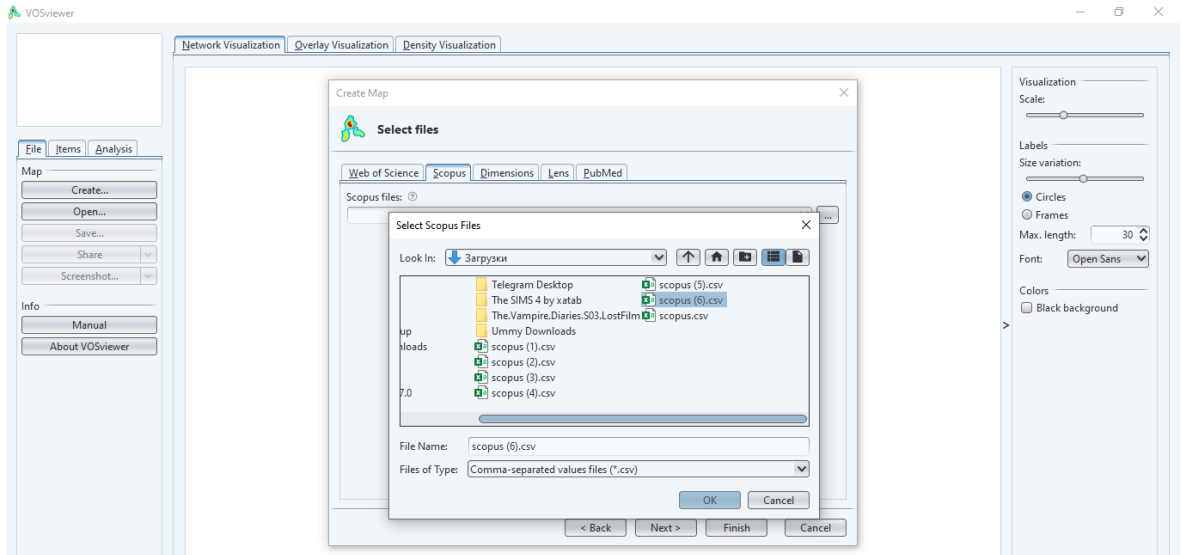 VOSviewer
Network Visualization Overlay Visualization Density Visualization
File Items Analysis
Map
Create...
Open...
Save...
Share
Screenshot...
Info
Manual
About VOSviewer
Create Map
Select files
Web of Science Scopus Dimensions Lens PubMed
Scopus files:
...
Select Scopus Files
Look In: Загрузки
up
nloads
7.0
Telegram Desktop
The SIMS 4 by xatab
The.Vampire.Diaries.S03.LostFilm
Ummy Downloads
scopus (1).csv
scopus (2).csv
scopus (3).csv
scopus (4).csv
scopus (5).csv
scopus (6).csv
scopus.csv
File Name: scopus (6).csv
Files of Type: Comma-separated values files (*.csv)
OK Cancel
< Back Next > Finish Cancel
>
Visualization
Scale:
Labels
Size variation:
Circles
Frames
Max. length: 30
Font: Open Sans
Colors
Black background